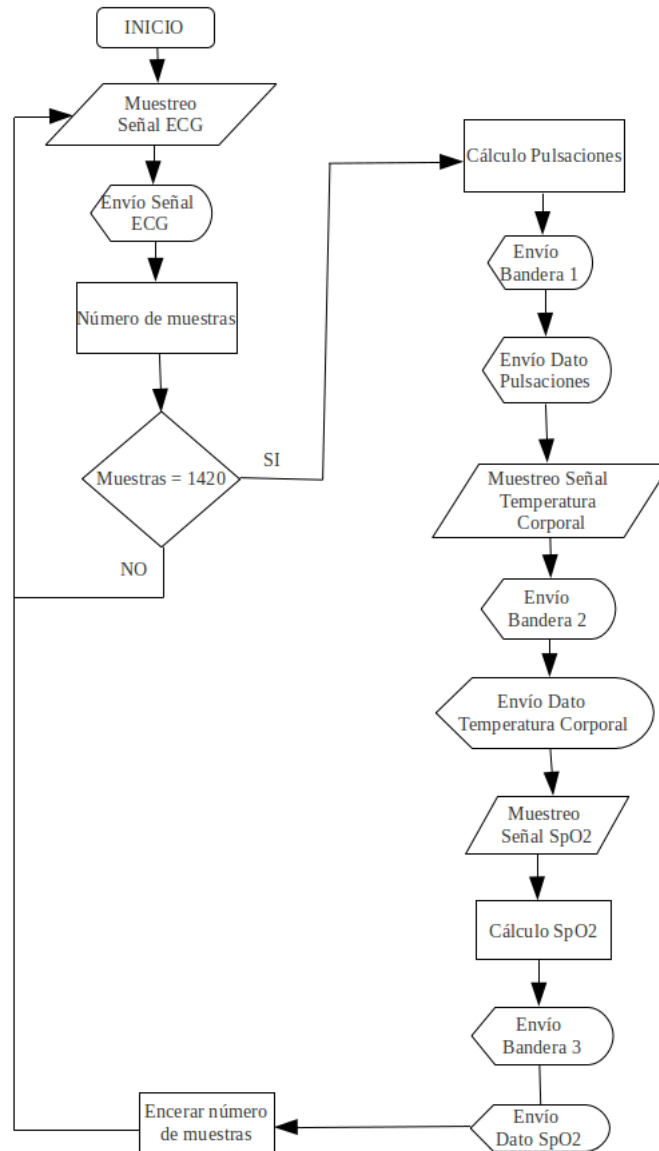 INICIO
Muestreo
Señal ECG
Envío Señal
ECG
Número de muestras
Muestras = 1420
SI
NO
Cálculo Pulsaciones
Envío
Bandera 1
Envío Dato
Pulsaciones
Muestreo Señal
Temperatura
Corporal
Envío
Bandera 2
Envío Dato
Temperatura Corporal
Muestreo
Señal SpO2
Cálculo SpO2
Envío
Bandera 3
Envío
Dato SpO2
Encerar número
de muestras